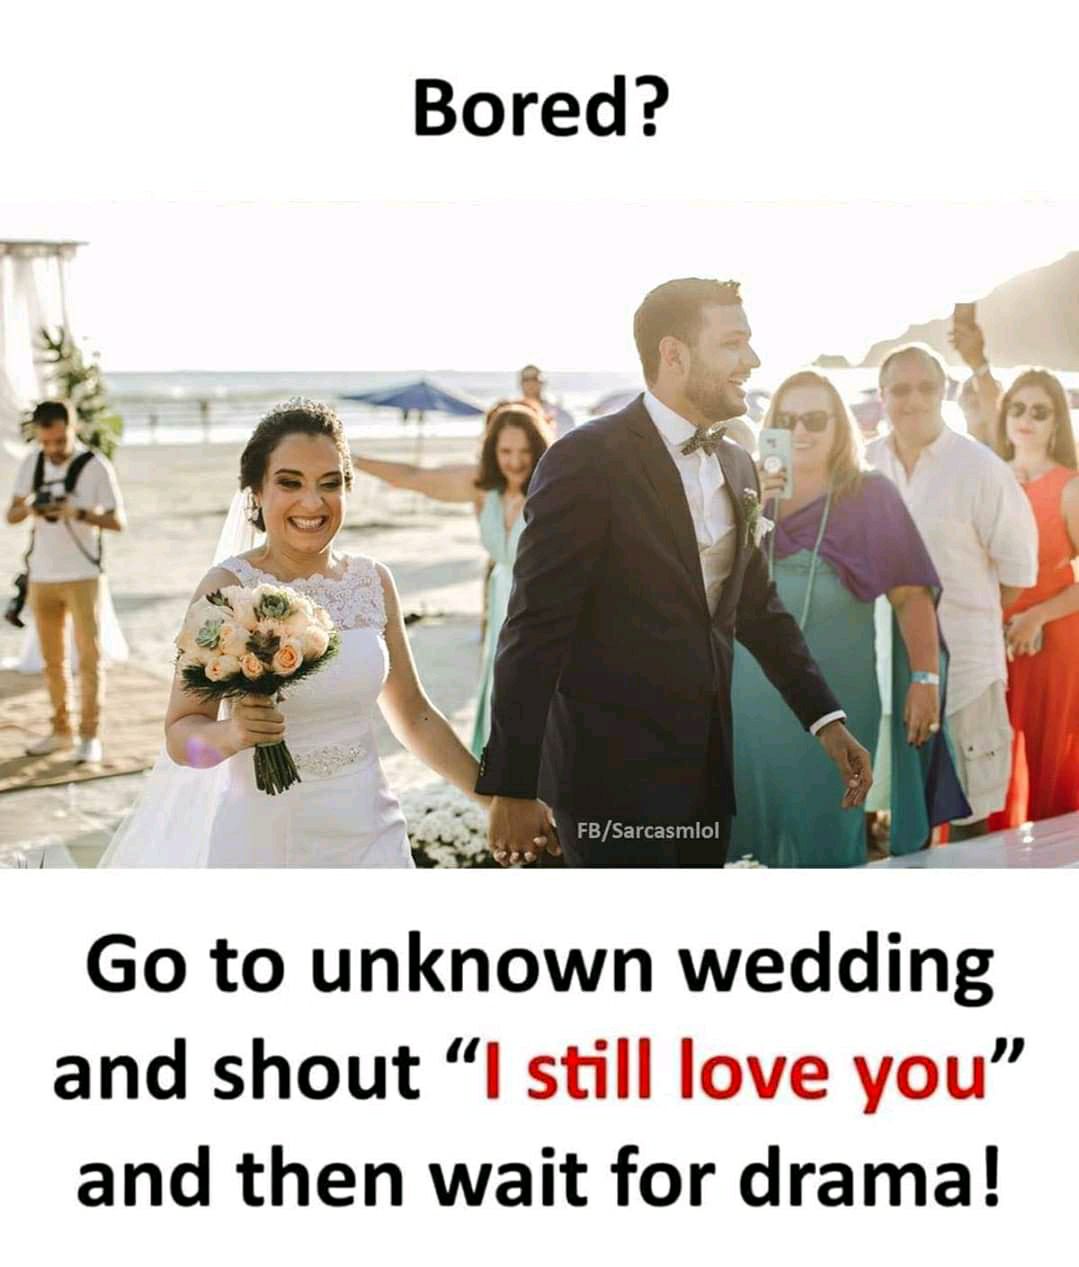 Bored?
FB/Sarcasmlol
Go to unknown wedding
and shout “I still love you”
and then wait for drama!